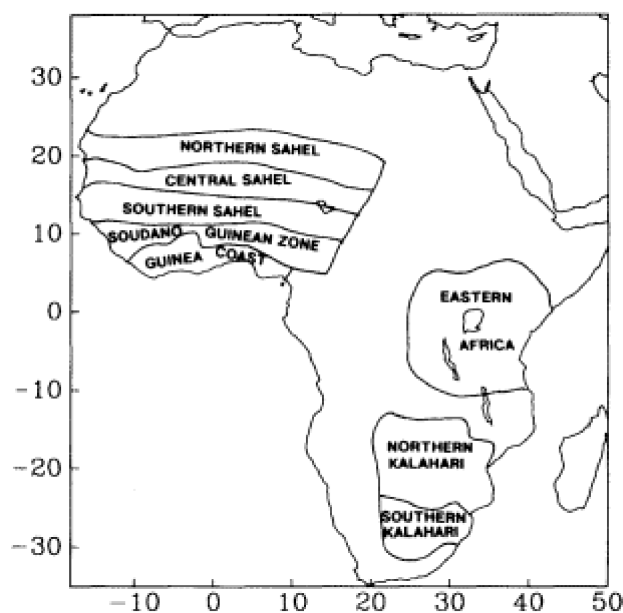 30
20
10
0
-10
-20
-30
NORTHERN SAHEL
CENTRAL SAHEL
SOUTHERN SAHEL
SOUDANO GUINEAN ZONE
GUINEA COAST
EASTERN
AFRICA
NORTHERN
KALAHARI
SOUTHERN
KALAHARI
-10 0 10 20 30 40 50